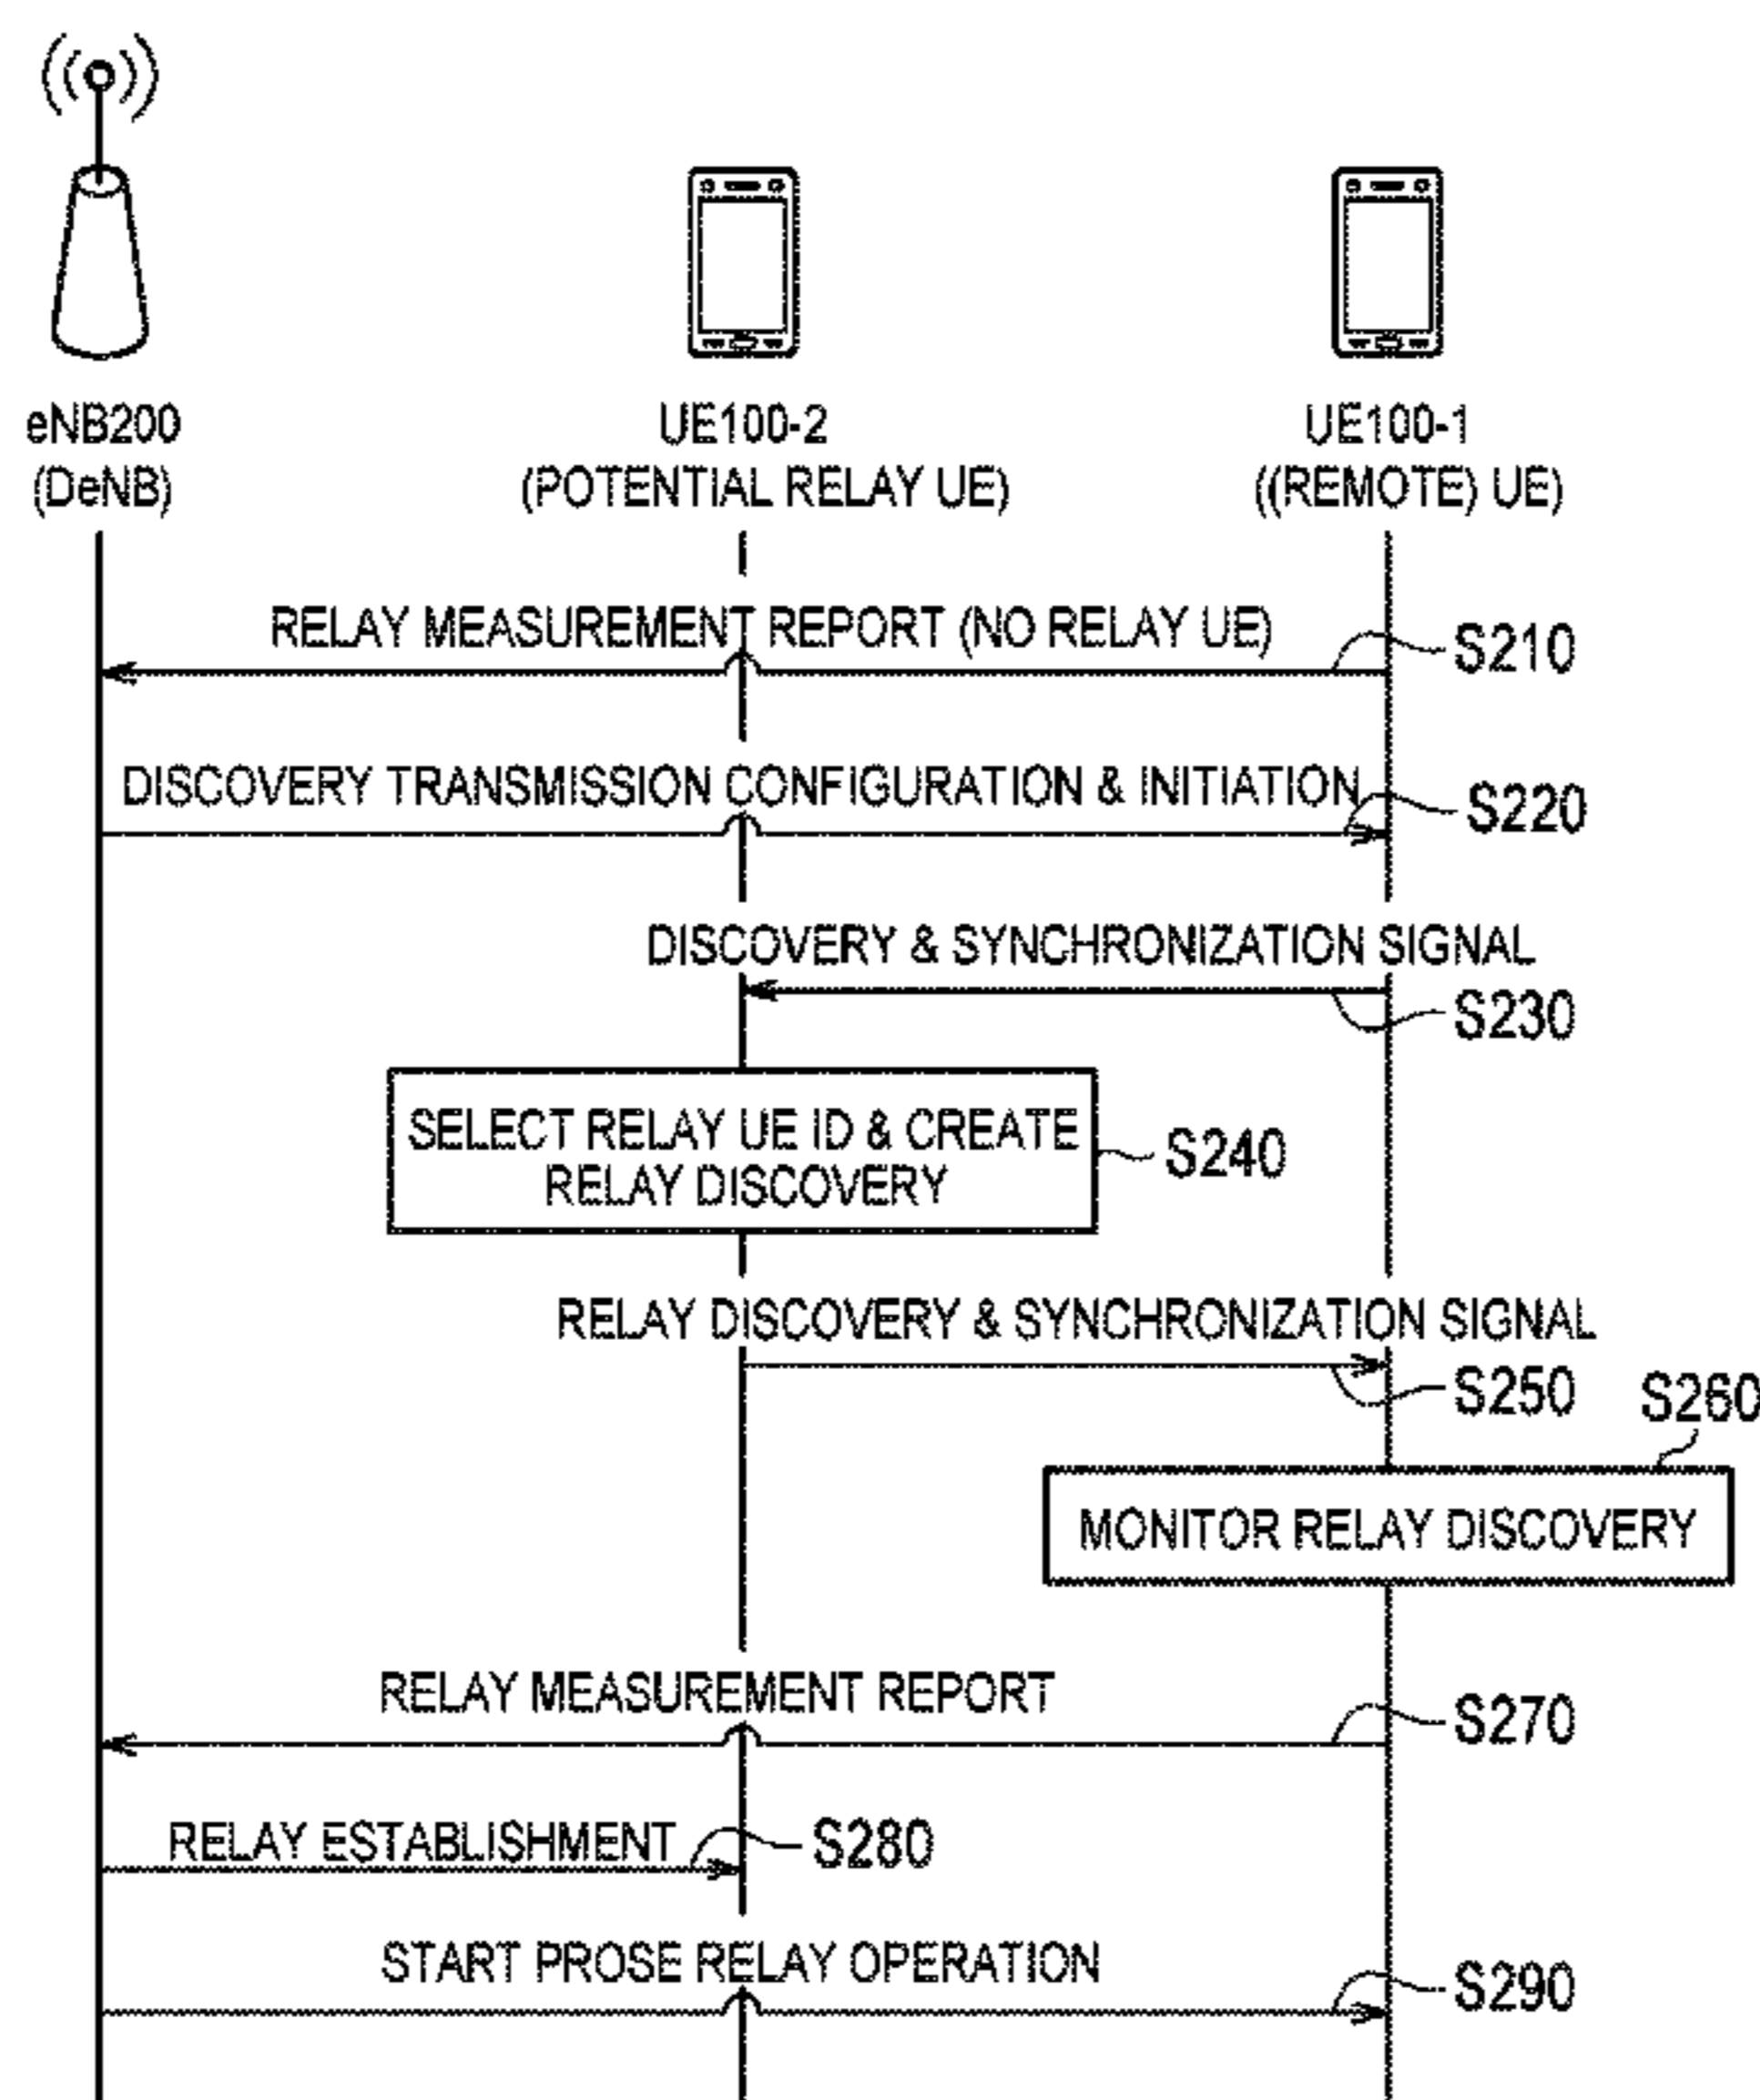 eNB200
(DeNB)
UE100-2
(POTENTIAL RELAY UE)
UE100-1
((REMOTE) UE)
RELAY MEASUREMENT REPORT (NO RELAY UE)
S210
DISCOVERY TRANSMISSION CONFIGURATION & INITIATION
S220
DISCOVERY & SYNCHRONIZATION SIGNAL
S230
SELECT RELAY UE ID & CREATE
RELAY DISCOVERY
S240
RELAY DISCOVERY & SYNCHRONIZATION SIGNAL
S250
S260
MONITOR RELAY DISCOVERY
RELAY MEASUREMENT REPORT
S270
RELAY ESTABLISHMENT
S280
START PROSE RELAY OPERATION
S290